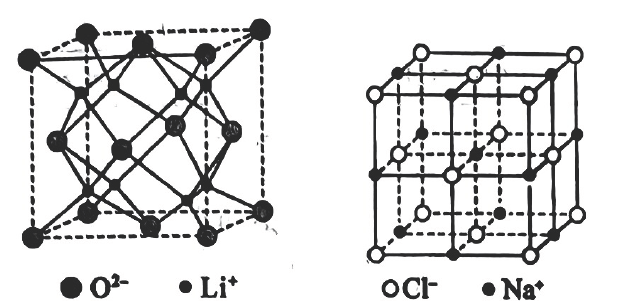 O²⁻ Li⁺ Cl⁻ Na⁺